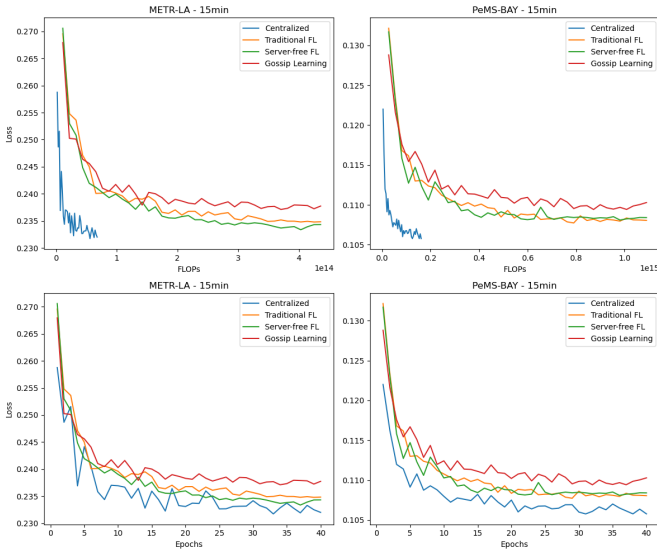 METR-LA - 15min
0.270
0.265
0.260
0.255
0.250
0.245
0.240
0.235
0.230
Loss
0
1
2
3
4
1e14
FLOPs
Centralized
Traditional FL
Server-free FL
Gossip Learning
PeMS-BAY - 15min
0.130
0.125
0.120
0.115
0.110
0.105
0.0
0.2
0.4
0.6
0.8
1.0
1e15
FLOPs
Centralized
Traditional FL
Server-free FL
Gossip Learning
METR-LA - 15min
0.270
0.265
0.260
0.255
0.250
0.245
0.240
0.235
0.230
Loss
0
5
10
15
20
25
30
35
40
Epochs
Centralized
Traditional FL
Server-free FL
Gossip Learning
PeMS-BAY - 15min
0.130
0.125
0.120
0.115
0.110
0.105
0
5
10
15
20
25
30
35
40
Epochs
Centralized
Traditional FL
Server-free FL
Gossip Learning